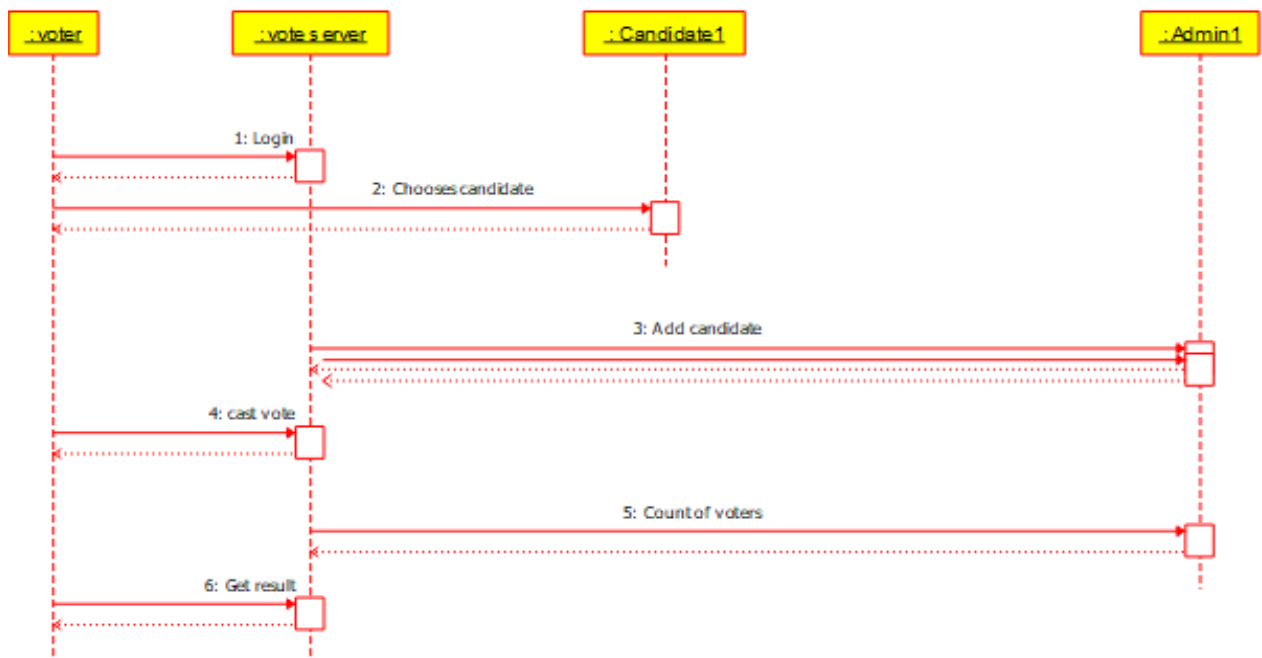 : voter
: vote server
: Candidate1
: Admin1
1: Login
2: Chooses candidate
3: Add candidate
4: cast vote
5: Count of voters
6: Get result